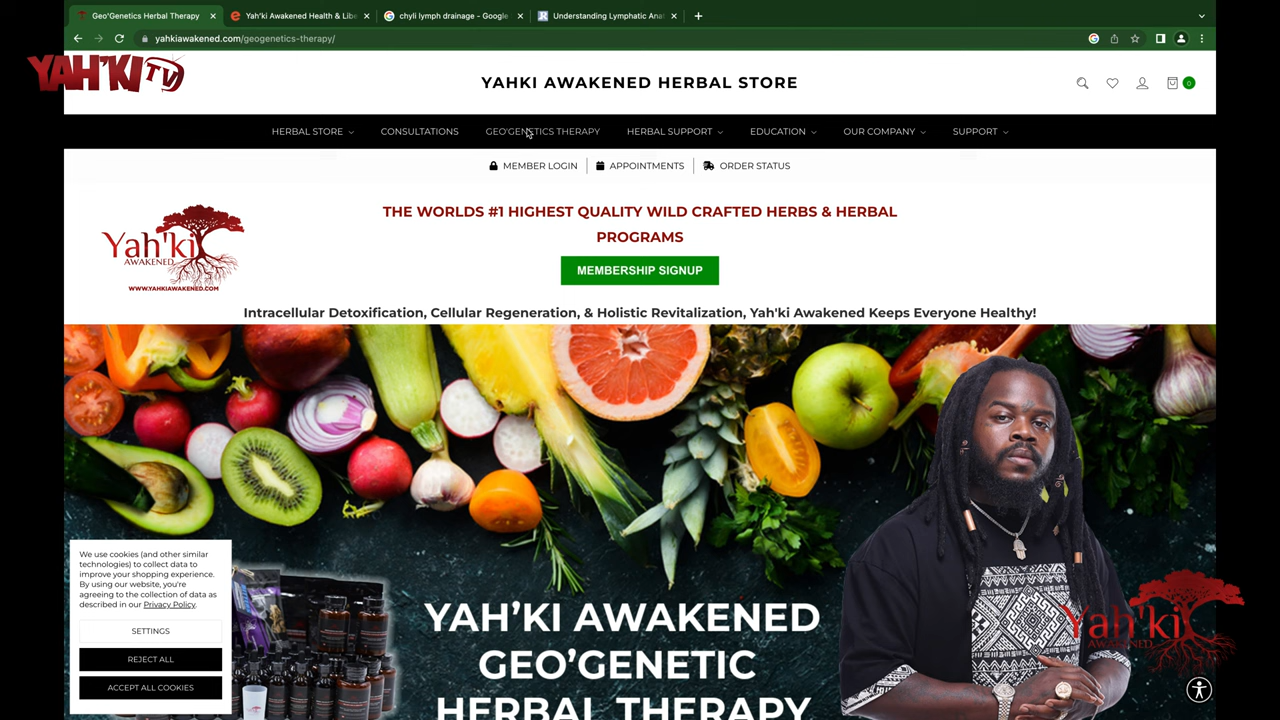 Geo'Genetics Herbal Therapy
Yah'ki Awakened Health & Libe
chyli lymph drainage - Google
Understanding Lymphatic Anat
yahkiawakened.com/geogenetics-therapy/
YAH'KI TV
YAHKI AWAKENED HERBAL STORE
0
HERBAL STORE
CONSULTATIONS
GEO'GENETICS THERAPY
HERBAL SUPPORT
EDUCATION
OUR COMPANY
SUPPORT
MEMBER LOGIN
APPOINTMENTS
ORDER STATUS
Yah'ki
AWAKENED
WWW.YAHKIAWAKENED.COM
THE WORLDS #1 HIGHEST QUALITY WILD CRAFTED HERBS & HERBAL
PROGRAMS
MEMBERSHIP SIGNUP
Intracellular Detoxification, Cellular Regeneration, & Holistic Revitalization, Yah'ki Awakened Keeps Everyone Healthy!
We use cookies (and other similar
technologies) to collect data to
improve your shopping experience.
By using our website, you're
agreeing to the collection of data as
described in our Privacy Policy.
SETTINGS
REJECT ALL
ACCEPT ALL COOKIES
YAH'KI AWAKENED
GEO'GENETIC
HERBAL THERAPY
Yah'ki
AWAKENED